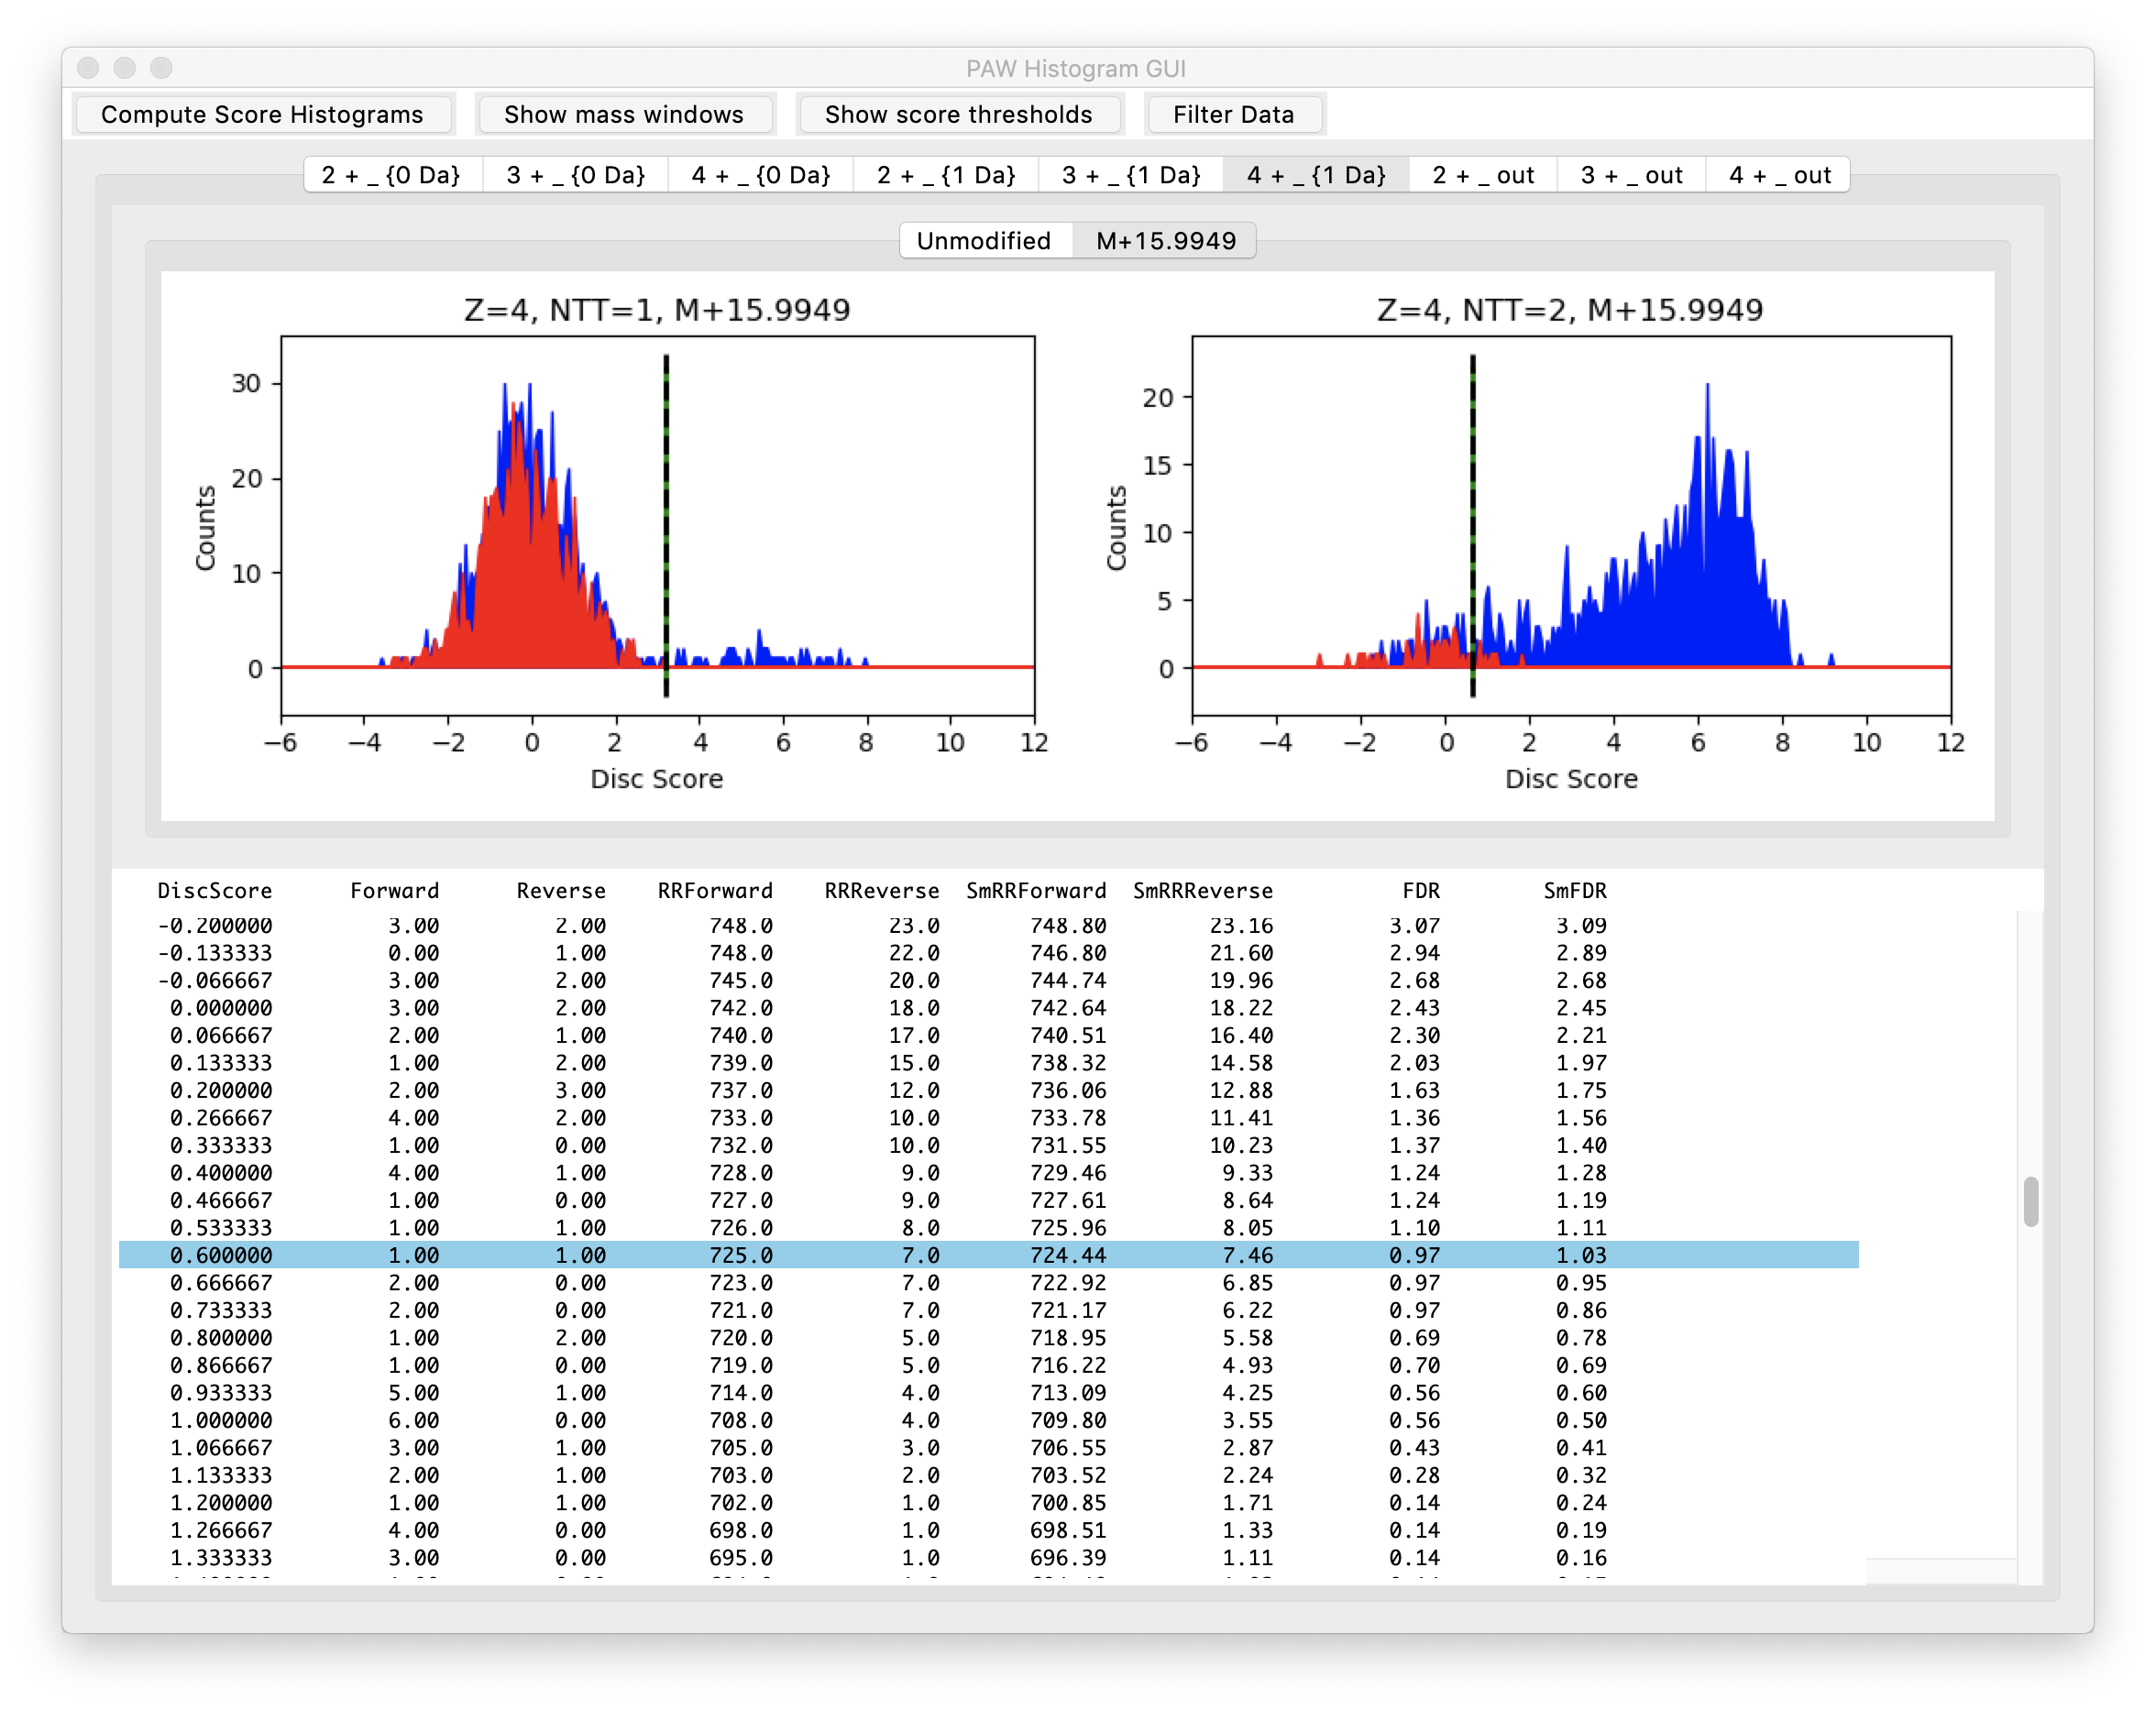 PAW Histogram GUI
Compute Score Histograms Show mass windows Show score thresholds Filter Data
2 + _ {0 Da} 3 + _ {0 Da} 4 + _ {0 Da} 2 + _ {1 Da} 3 + _ {1 Da} 4 + _ {1 Da} 2 + _ out 3 + _ out 4 + _ out
Unmodified M+15.9949
Z=4, NTT=1, M+15.9949
30
20
10
0
Counts
−6 −4 −2 0 2 4 6 8 10 12
Disc Score
Z=4, NTT=2, M+15.9949
20
15
10
5
0
Counts
−6 −4 −2 0 2 4 6 8 10 12
Disc Score
DiscScore Forward Reverse RRForward RRReverse SmRRForward SmRRReverse FDR SmFDR
-0.200000 3.00 2.00 748.0 23.0 748.80 23.16 3.07 3.09
-0.133333 0.00 1.00 748.0 22.0 746.80 21.60 2.94 2.89
-0.066667 3.00 2.00 745.0 20.0 744.74 19.96 2.68 2.68
0.000000 3.00 2.00 742.0 18.0 742.64 18.22 2.43 2.45
0.066667 2.00 1.00 740.0 17.0 740.51 16.40 2.30 2.21
0.133333 1.00 2.00 739.0 15.0 738.32 14.58 2.03 1.97
0.200000 2.00 3.00 737.0 12.0 736.06 12.88 1.63 1.75
0.266667 4.00 2.00 733.0 10.0 733.78 11.41 1.36 1.56
0.333333 1.00 0.00 732.0 10.0 731.55 10.23 1.37 1.40
0.400000 4.00 1.00 728.0 9.0 729.46 9.33 1.24 1.28
0.466667 1.00 0.00 727.0 9.0 727.61 8.64 1.24 1.19
0.533333 1.00 1.00 726.0 8.0 725.96 8.05 1.10 1.11
0.600000 1.00 1.00 725.0 7.0 724.44 7.46 0.97 1.03
0.666667 2.00 0.00 723.0 7.0 722.92 6.85 0.97 0.95
0.733333 2.00 0.00 721.0 7.0 721.17 6.22 0.97 0.86
0.800000 1.00 2.00 720.0 5.0 718.95 5.58 0.69 0.78
0.866667 1.00 0.00 719.0 5.0 716.22 4.93 0.70 0.69
0.933333 5.00 1.00 714.0 4.0 713.09 4.25 0.56 0.60
1.000000 6.00 0.00 708.0 4.0 709.80 3.55 0.56 0.50
1.066667 3.00 1.00 705.0 3.0 706.55 2.87 0.43 0.41
1.133333 2.00 1.00 703.0 2.0 703.52 2.24 0.28 0.32
1.200000 1.00 1.00 702.0 1.0 700.85 1.71 0.14 0.24
1.266667 4.00 0.00 698.0 1.0 698.51 1.33 0.14 0.19
1.333333 3.00 0.00 695.0 1.0 696.39 1.11 0.14 0.16